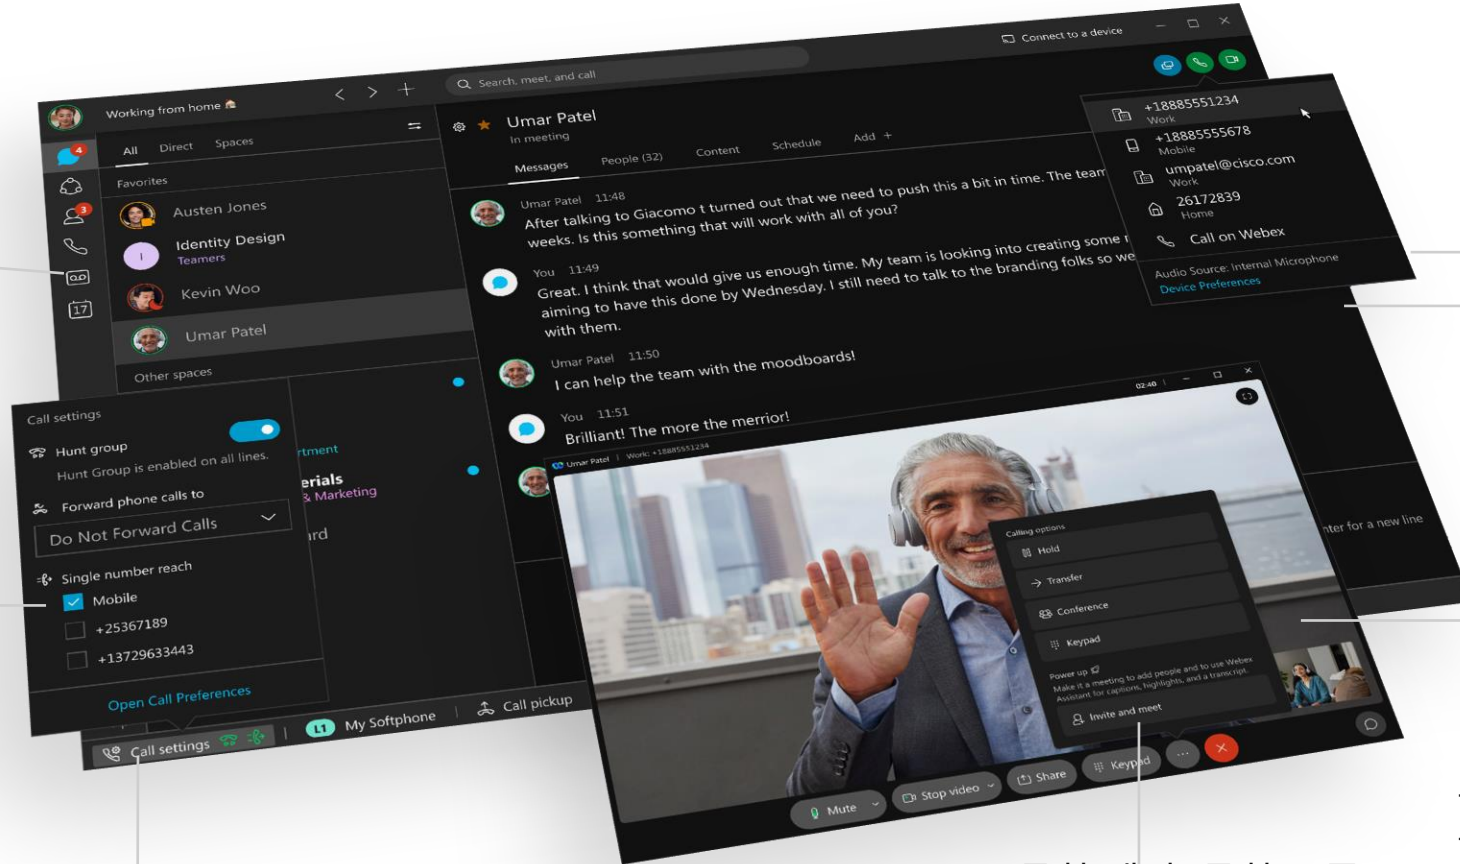 Connect to a device
Working from home
Search, meet, and call
4
All Direct Spaces
Favorites
Austen Jones
I
Identity Design
Teamers
3
Kevin Woo
17
Umar Patel
Other spaces
Umar Patel
In meeting
Messages People (32) Content Schedule Add +
Umar Patel 11:48
After talking to Giacomo t turned out that we need to push this a bit in time. The team
weeks. Is this something that will work with all of you?
You 11:49
Great. I think that would give us enough time. My team is looking into creating some
aiming to have this done by Wednesday. I still need to talk to the branding folks so we
with them.
Umar Patel 11:50
I can help the team with the moodboards!
You 11:51
Brilliant! The more the merrior!
+18885551234
Work
+18885555678
Mobile
umpatel@cisco.com
Work
26172839
Home
Call on Webex
Audio Source: Internal Microphone
Device Preferences
Call settings
Hunt group
Hunt Group is enabled on all lines.
Forward phone calls to
Do Not Forward Calls
Single number reach
Mobile
+25367189
+13729633443
Open Call Preferences
rtment
erials
& Marketing
ard
Call settings
L1 My Softphone
Call pickup
nter for a new line
Umar Patel | Work: +18885551234
02:40
Calling options
Hold
Transfer
Conference
Keypad
Power up
Make it a meeting to add people and to use Webex
Assistant for captions, highlights, and a transcript.
Invite and meet
Mute
Stop video
Share
Keypad